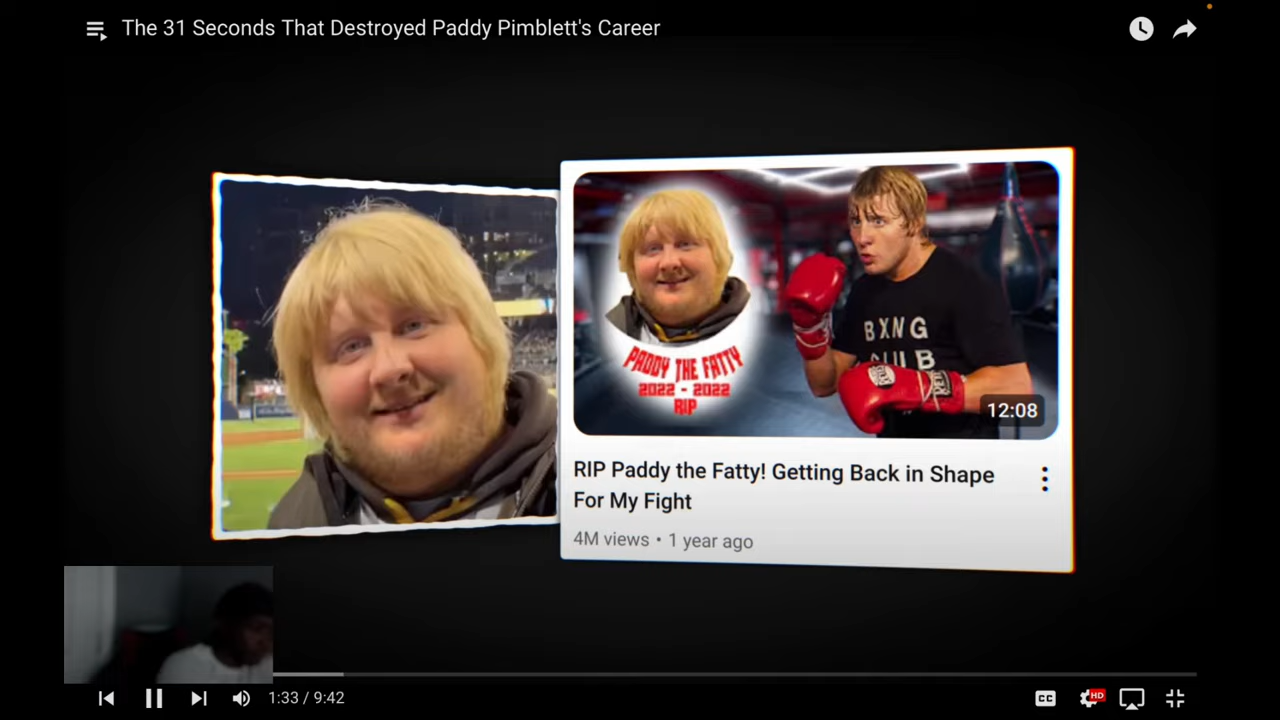 The 31 Seconds That Destroyed Paddy Pimblett's Career
PADDY THE FATTY
2022 - 2022
RIP
BXNG
CLUB
12:08
RIP Paddy the Fatty! Getting Back in Shape
For My Fight
4M views • 1 year ago
1:33 / 9:42
CC
HD